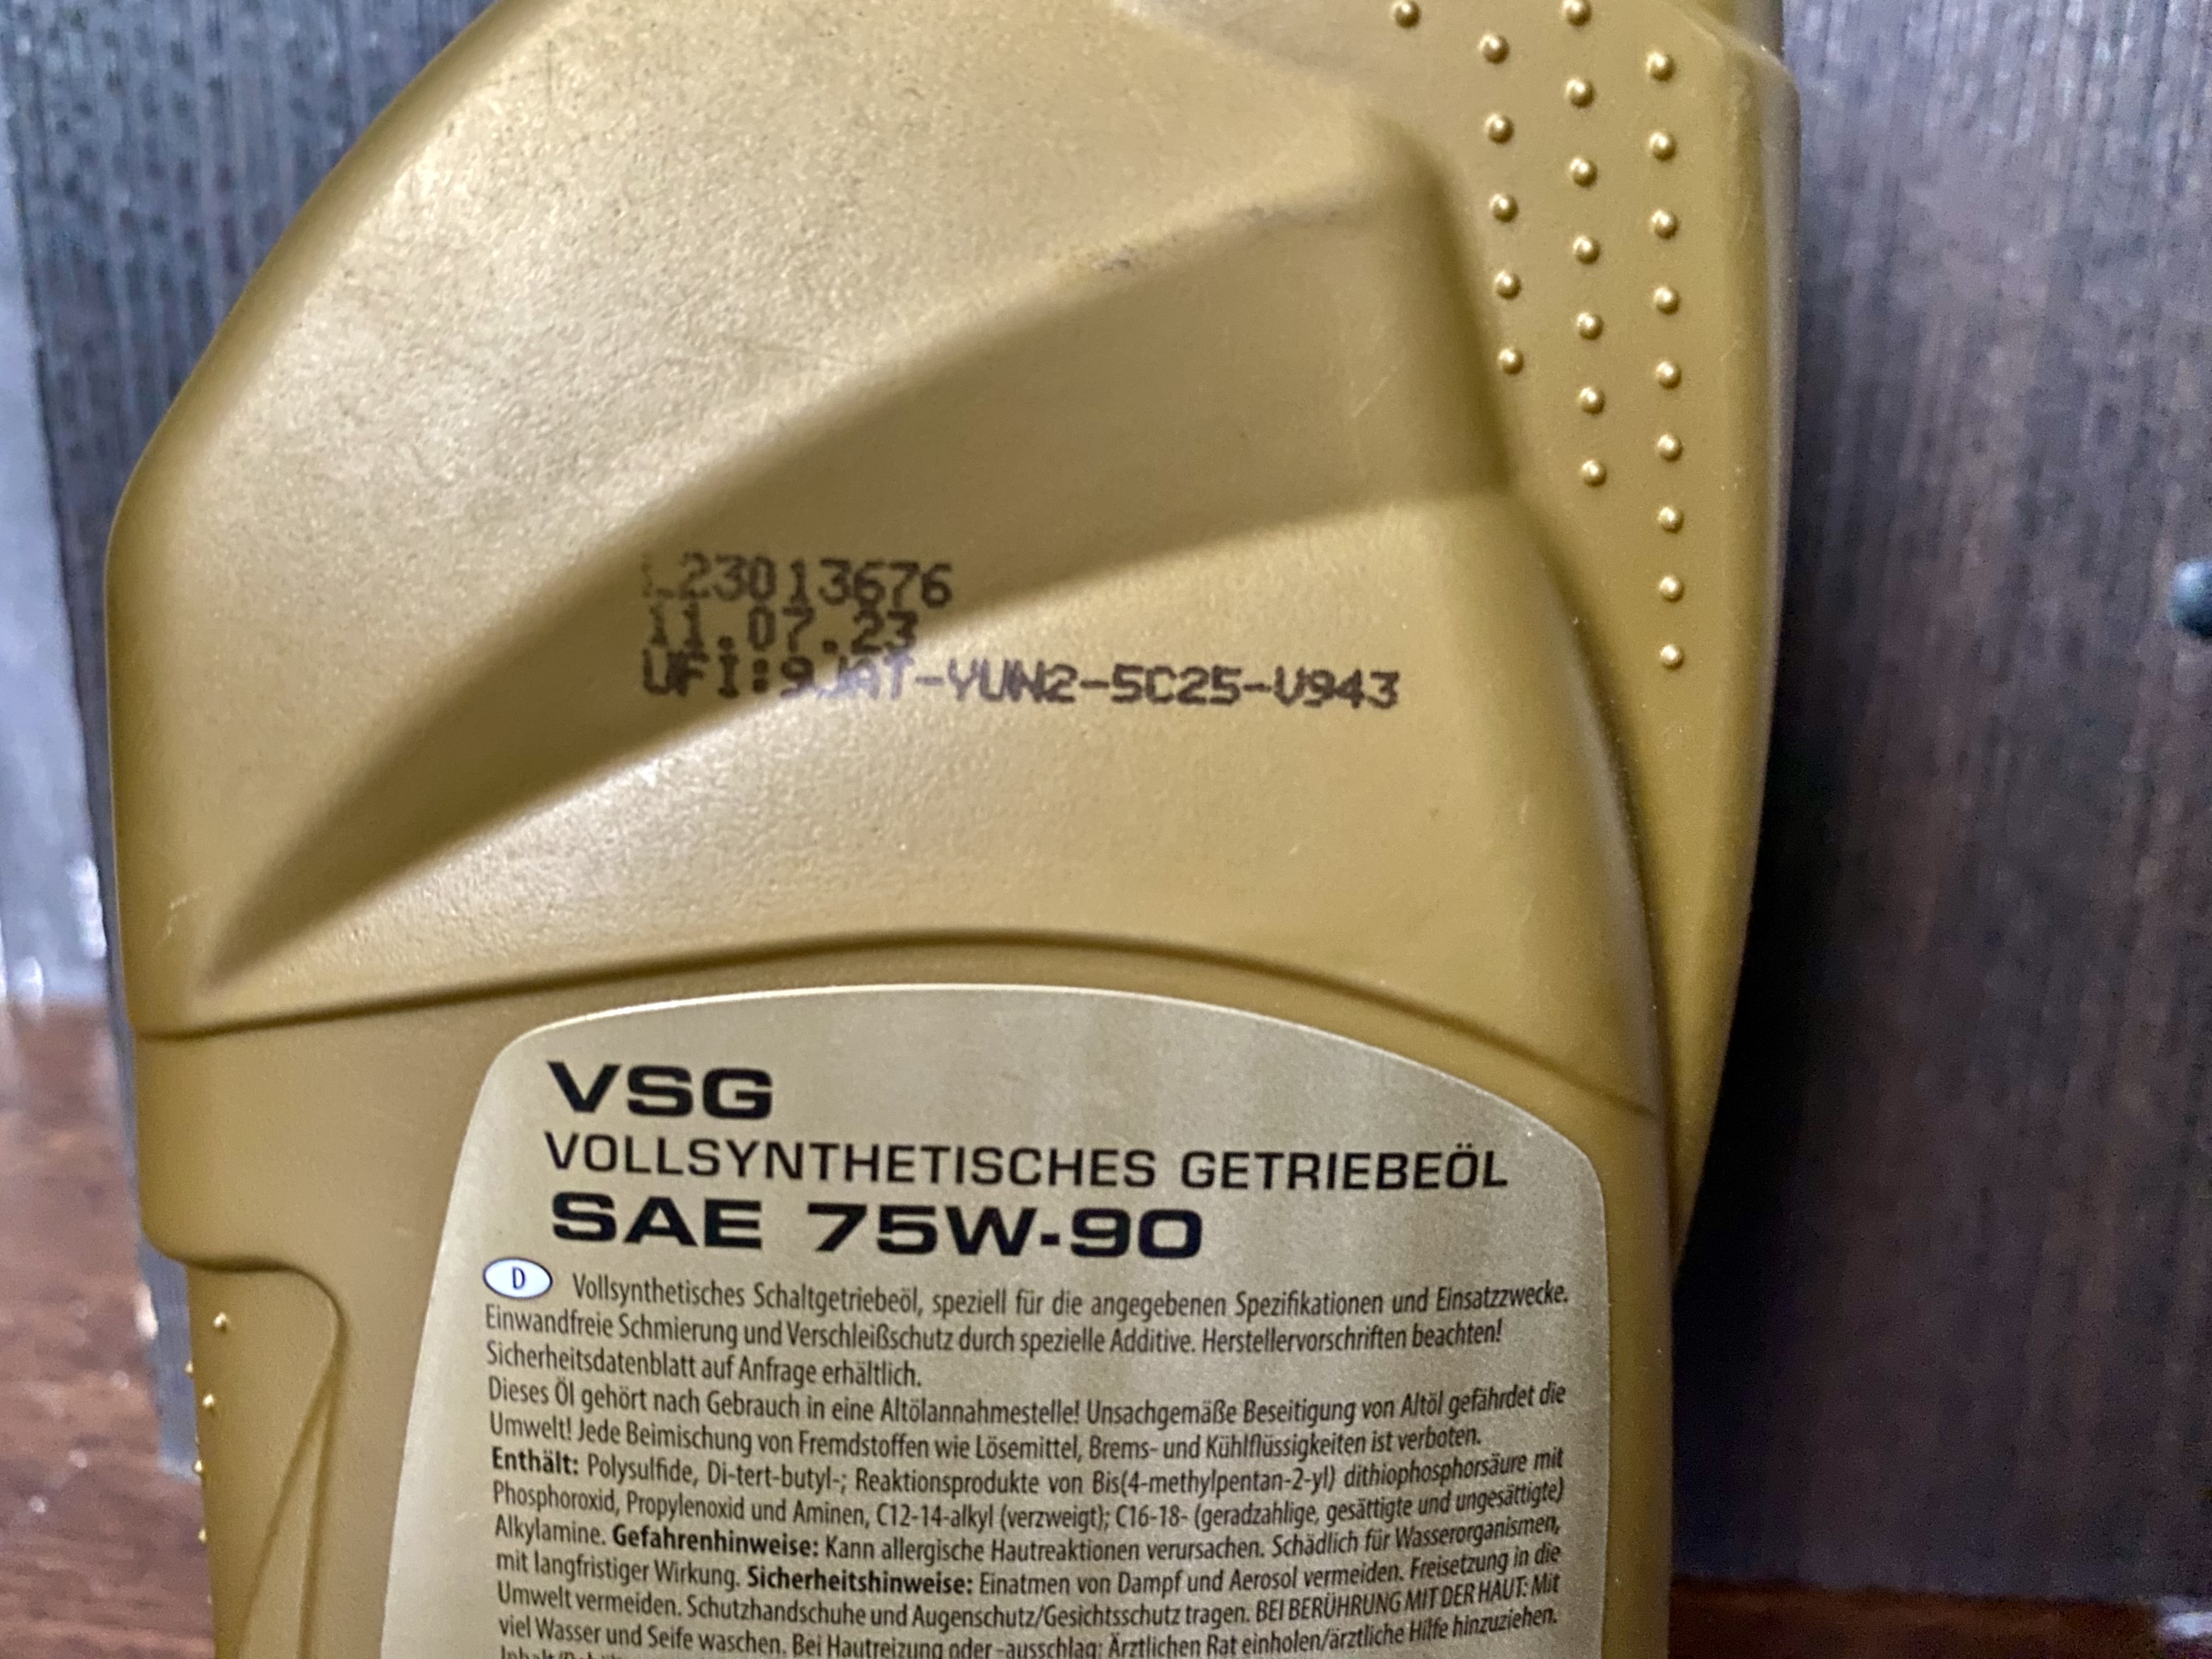 L23013676
11.07.23
UFI:9JAT-YUN2-5C25-U943
VSG
VOLLSYNTHETISCHES GETRIEBEÖL
SAE 75W-90
D Vollsynthetisches Schaltgetriebeöl, speziell für die angegebenen Spezifikationen und Einsatzzwecke.
Einwandfreie Schmierung und Verschleißschutz durch spezielle Additive. Herstellervorschriften beachten!
Sicherheitsdatenblatt auf Anfrage erhältlich.
Dieses Öl gehört nach Gebrauch in eine Altölannahmestelle! Unsachgemäße Beseitigung von Altöl gefährdet die
Umwelt! Jede Beimischung von Fremdstoffen wie Lösemittel, Brems- und Kühlflüssigkeiten ist verboten.
Enthält: Polysulfide, Di-tert-butyl-; Reaktionsprodukte von Bis(4-methylpentan-2-yl) dithiophosphorsäure mit
Phosphoroxid, Propylenoxid und Aminen, C12-14-alkyl (verzweigt); C16-18- (geradzahlige, gesättigte und ungesättigte)
Alkylamine. Gefahrenhinweise: Kann allergische Hautreaktionen verursachen. Schädlich für Wasserorganismen,
mit langfristiger Wirkung. Sicherheitshinweise: Einatmen von Dampf und Aerosol vermeiden. Freisetzung in die
Umwelt vermeiden. Schutzhandschuhe und Augenschutz/Gesichtsschutz tragen. BEI BERÜHRUNG MIT DER HAUT: Mit
viel Wasser und Seife waschen. Bei Hautreizung oder -ausschlag: Ärztlichen Rat einholen/ärztliche Hilfe hinzuziehen.